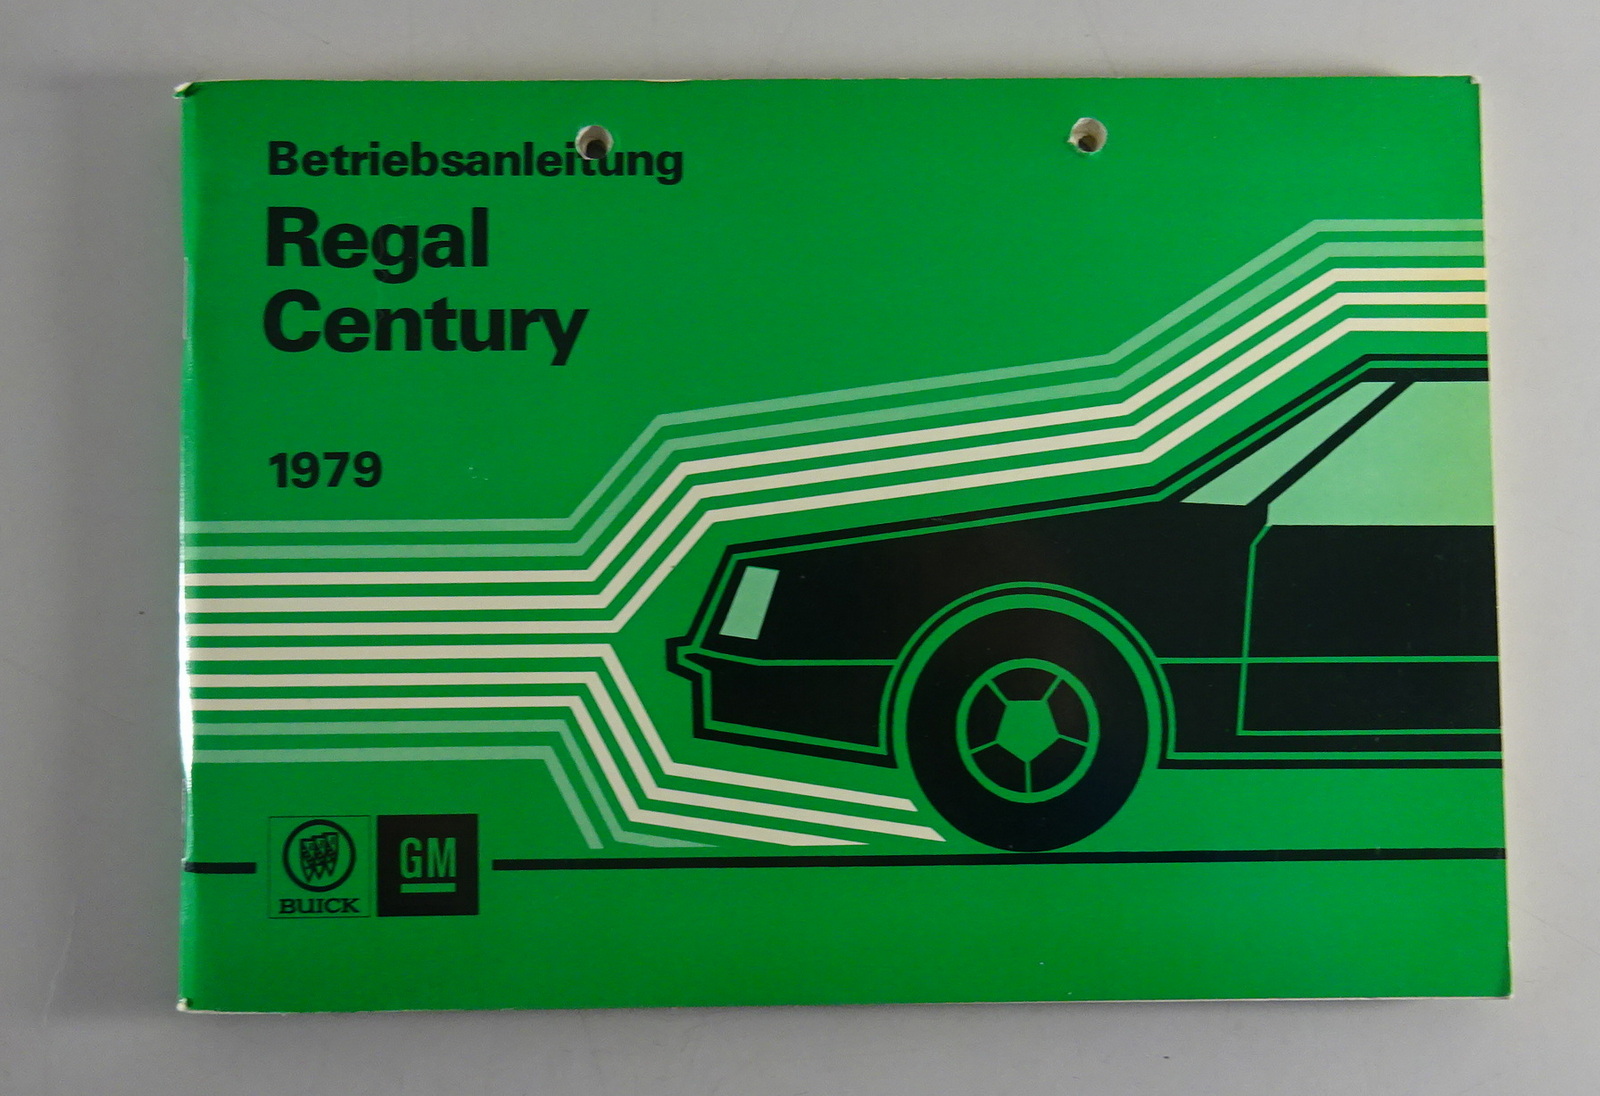 Betriebsanleitung
Regal
Century
1979
BUICK
GM